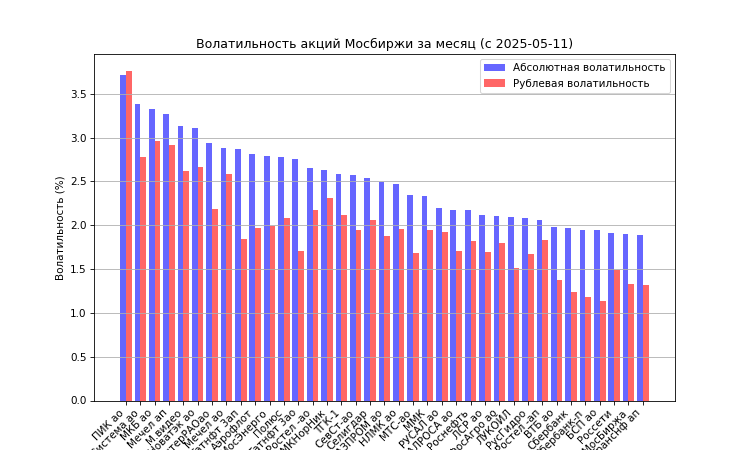 Волатильность акций Мосбиржи за месяц (с 2025-05-11)
Абсолютная волатильность
Рублевая волатильность
Волатильность (%)
3.5
3.0
2.5
2.0
1.5
1.0
0.5
0.0
ПИК ао
МКБ ао
Мечел ап
М.видео
Мечел ао
Аэрофлот
Полюс
ТГК-1
СевСт-ао
Селигдар
НЛМК ао
МТС-ао
ММК
РУСАЛ ао
Роснефть
ЛСР ао
ЛУКОЙЛ
РусГидро
ВТБ ао
Сбербанк
БСП ао
Россети
МосБиржа